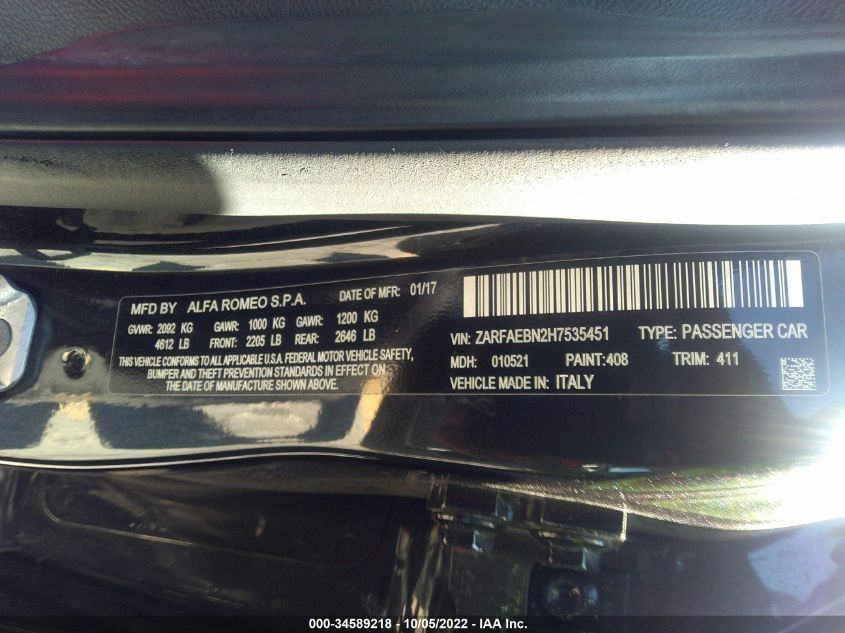 MFD BY ALFA ROMEO S.P.A. DATE OF MFR: 01/17
GVWR: 2092 KG GAWR: 1000 KG GAWR: 1200 KG
4612 LB FRONT: 2205 LB REAR: 2646 LB
THIS VEHICLE CONFORMS TO ALL APPLICABLE U.S.A. FEDERAL MOTOR VEHICLE SAFETY,
BUMPER AND THEFT PREVENTION STANDARDS IN EFFECT ON
THE DATE OF MANUFACTURE SHOWN ABOVE.
VIN: ZARFAEBN2H7535451 TYPE: PASSENGER CAR
MDH: 010521 PAINT:408 TRIM: 411
VEHICLE MADE IN: ITALY
000-34589218 - 10/05/2022 - IAA Inc.